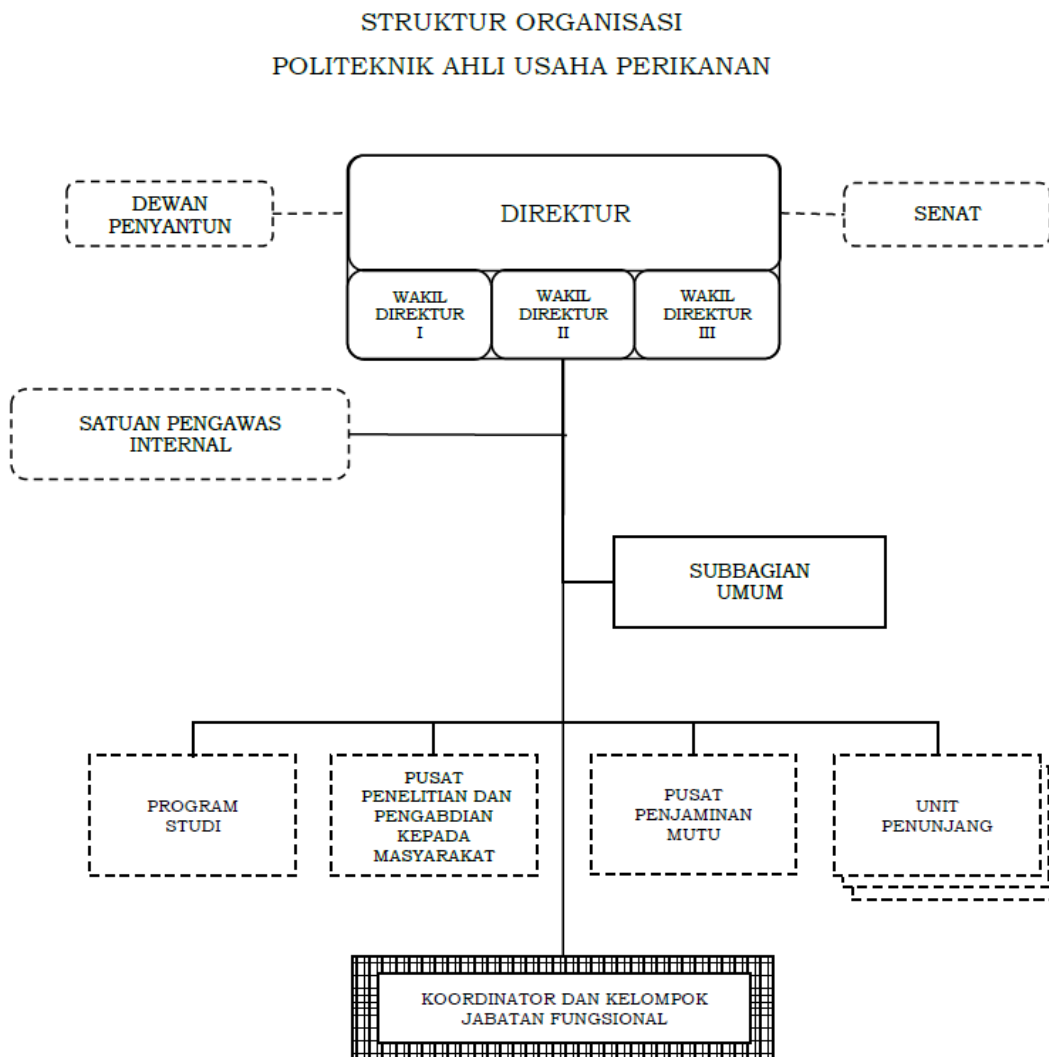 STRUKTUR ORGANISASI
POLITEKNIK AHLI USAHA PERIKANAN
DEWAN
PENYANTUN
DIREKTUR
SENAT
WAKIL
DIREKTUR
I
WAKIL
DIREKTUR
II
WAKIL
DIREKTUR
III
SATUAN PENGAWAS
INTERNAL
SUBBAGIAN
UMUM
PROGRAM
STUDI
PUSAT
PENELITIAN DAN
PENGABDIAN
KEPADA
MASYARAKAT
PUSAT
PENJAMINAN
MUTU
UNIT
PENUNJANG
KOORDINATOR DAN KELOMPOK
JABATAN FUNGSIONAL